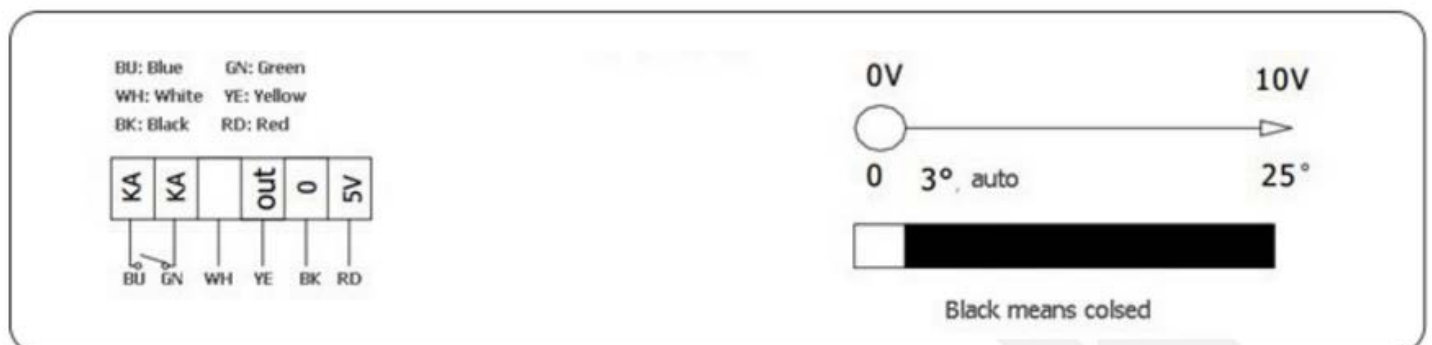 BU: Blue GN: Green
WH: White YE: Yellow
BK: Black RD: Red
KA KA out 0 5V
BU GN WH YE BK RD
0V 10V
0 3°, auto 25°
Black means colsed